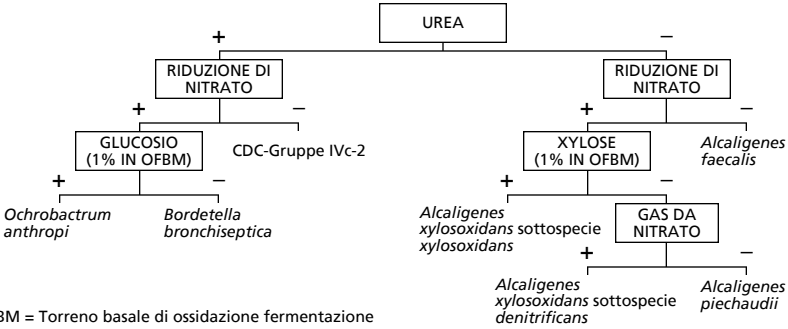 UREA
+
−
RIDUZIONE DI
NITRATO
RIDUZIONE DI
NITRATO
+
−
+
−
GLUCOSIO
(1% IN OFBM)
CDC-Gruppe IVc-2
XYLOSE
(1% IN OFBM)
Alcaligenes
faecalis
+
−
+
−
Ochrobactrum
anthropi
Bordetella
bronchiseptica
Alcaligenes
xylosoxidans sottospecie
xylosoxidans
GAS DA
NITRATO
+
−
Alcaligenes
xylosoxidans sottospecie
denitrificans
Alcaligenes
piechaudii
BM = Torreno basale di ossidazione fermentazione